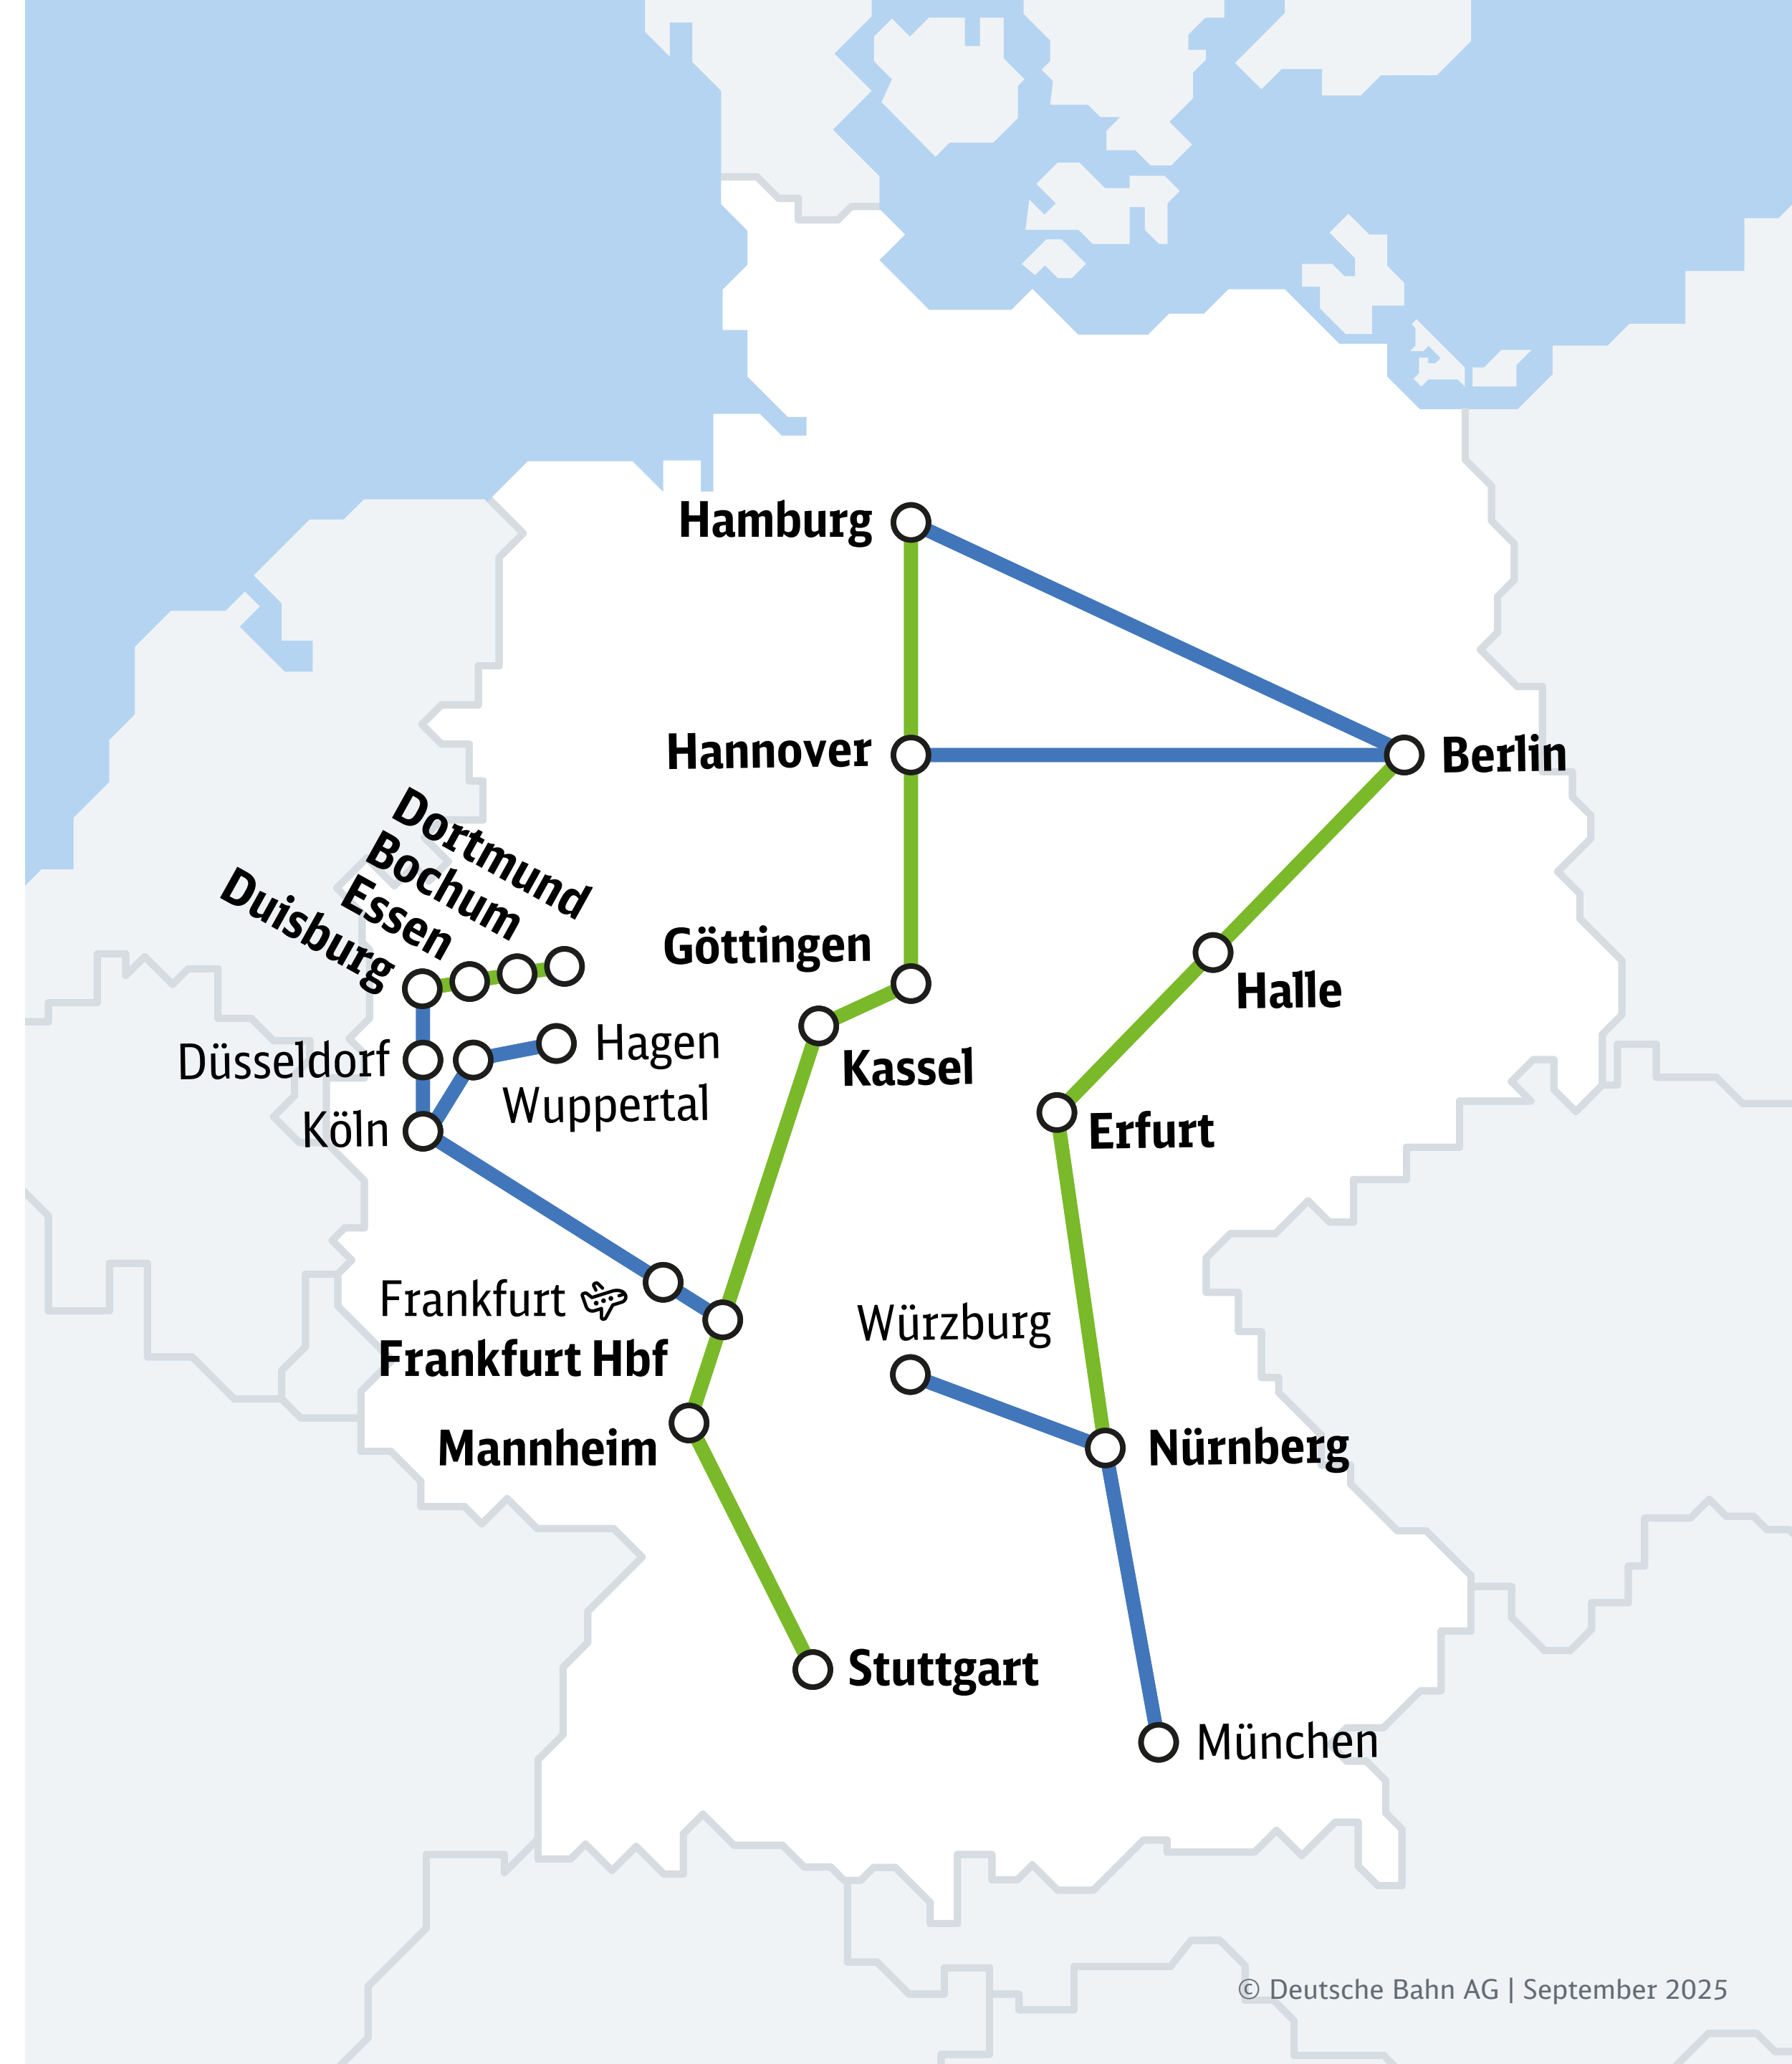 Hamburg
Hannover
Berlin
Dortmund
Bochum
Essen
Duisburg
Göttingen
Halle
Düsseldorf
Hagen
Kassel
Wuppertal
Köln
Erfurt
Frankfurt
Würzburg
Frankfurt Hbf
Mannheim
Nürnberg
Stuttgart
München
© Deutsche Bahn AG | September 2025